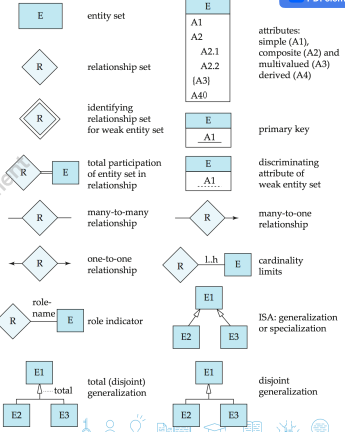 E
entity set
R
relationship set
R
identifying
relationship set
for weak entity set
R
E
total participation
of entity set in
relationship
R
many-to-many
relationship
R
one-to-one
relationship
R
role-
name
E
role indicator
E1
total
E2
E3
total (disjoint)
generalization
E
A1
A2
A2.1
A2.2
{A3}
A40
attributes:
simple (A1),
composite (A2) and
multivalued (A3)
derived (A4)
E
A1
primary key
E
A1
discriminating
attribute of
weak entity set
R
many-to-one
relationship
R
l..h
E
cardinality
limits
E1
E2
E3
ISA: generalization
or specialization
E1
E2
E3
disjoint
generalization